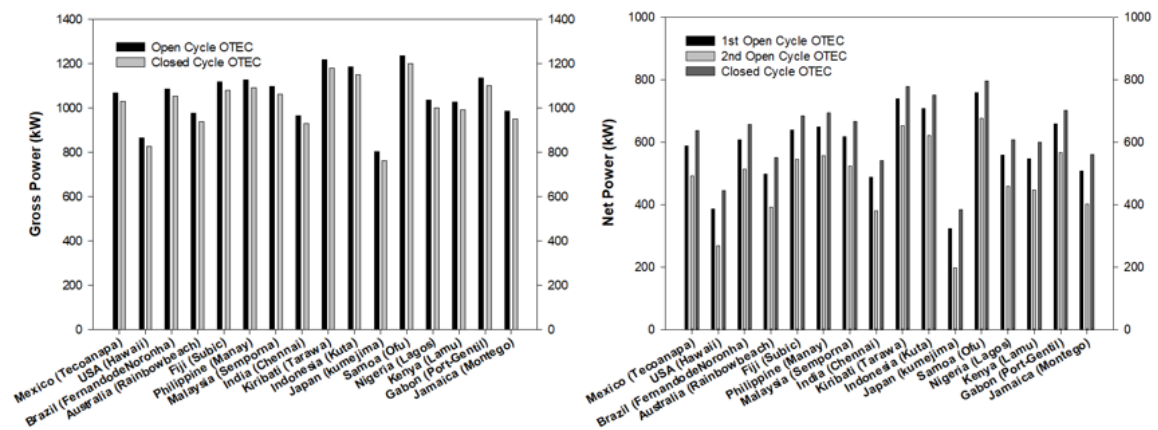 1400
1200
1000
800
600
400
200
0
Gross Power (kW)
Open Cycle OTEC
Closed Cycle OTEC
1400
1200
1000
800
600
400
200
0
Mexico (Tecoanapa)
USA (Hawaii)
Brazil (FernandodeNoronha)
Australia (Rainbowbeach)
Fiji (Subic)
Philippine (Manay)
Malaysia (Semporna)
India (Chennai)
Kiribati (Tarawa)
Indonesia (Kuta)
Japan (kumejima)
Samoa (Ofu)
Nigeria (Lagos)
Kenya (Lamu)
Gabon (Port-Gentil)
Jamaica (Montego)
1000
800
600
400
200
0
Net Power (kW)
1st Open Cycle OTEC
2nd Open Cycle OTEC
Closed Cycle OTEC
1000
800
600
400
200
0
Mexico (Tecoanapa)
USA (Hawaii)
Brazil (FernandodeNoronha)
Australia (Rainbowbeach)
Fiji (Subic)
Philippine (Manay)
Malaysia (Semporna)
India (Chennai)
Kiribati (Tarawa)
Indonesia (Kuta)
Japan (kumejima)
Samoa (Ofu)
Nigeria (Lagos)
Kenya (Lamu)
Gabon (Port-Gentil)
Jamaica (Montego)